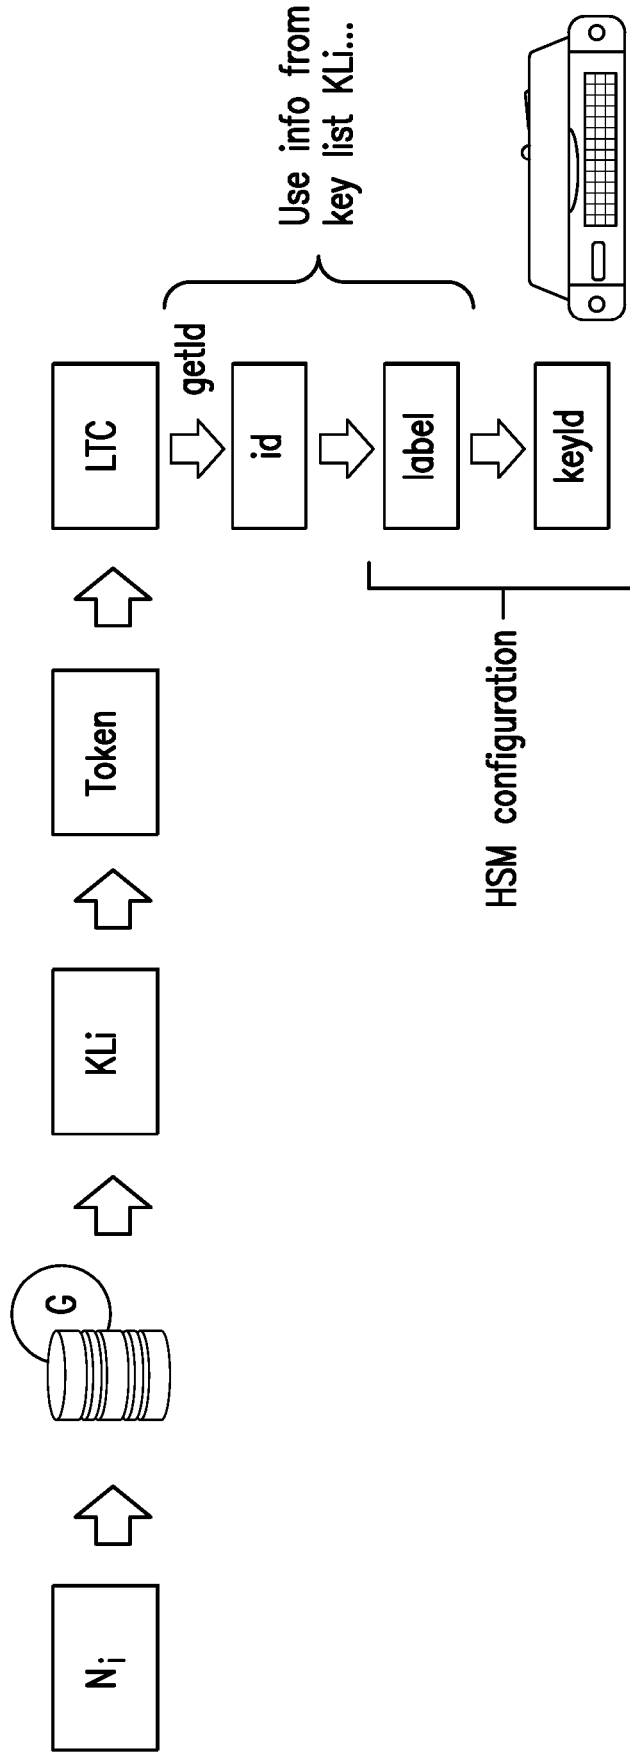 Ni
G
KLi
Token
LTC
getId
id
label
keyId
Use info from
key list KLi...
HSM configuration